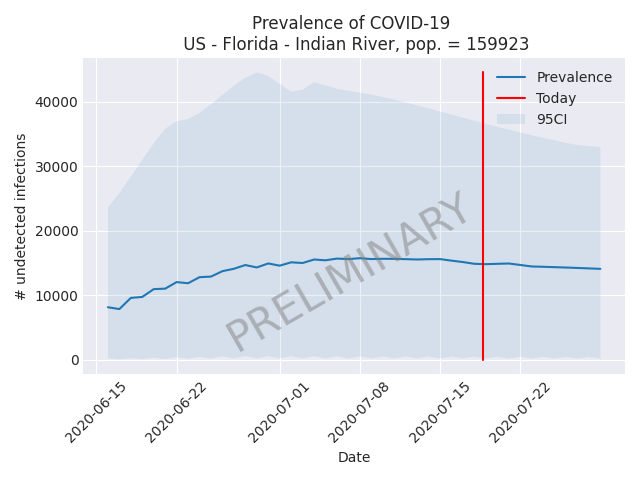 Prevalence of COVID-19
US - Florida - Indian River, pop. = 159923
Prevalence
Today
95CI
# undetected infections
40000
30000
20000
10000
0
PRELIMINARY
2020-06-15
2020-06-22
2020-07-01
2020-07-08
2020-07-15
2020-07-22
Date